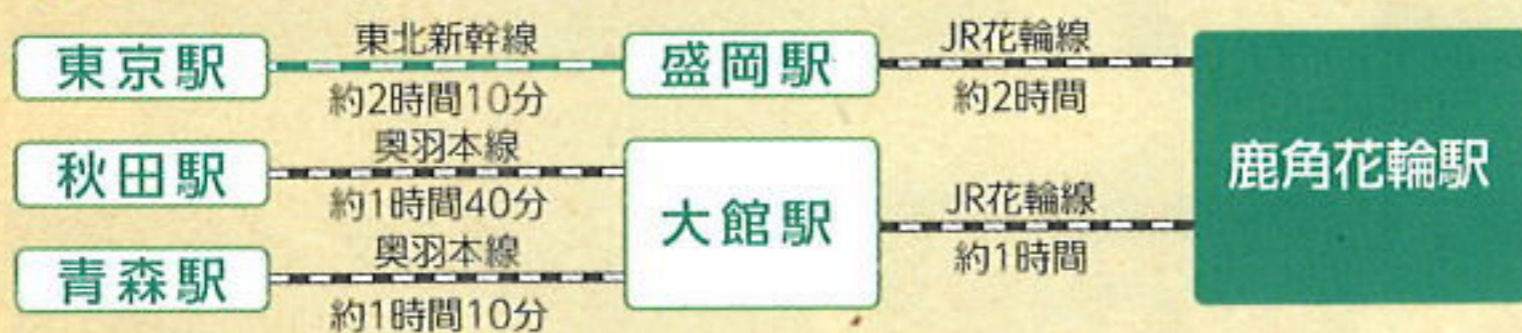 東京駅
東北新幹線
約2時間10分
盛岡駅
JR花輪線
約2時間
秋田駅
奥羽本線
約1時間40分
青森駅
奥羽本線
約1時間10分
大館駅
JR花輪線
約1時間
鹿角花輪駅